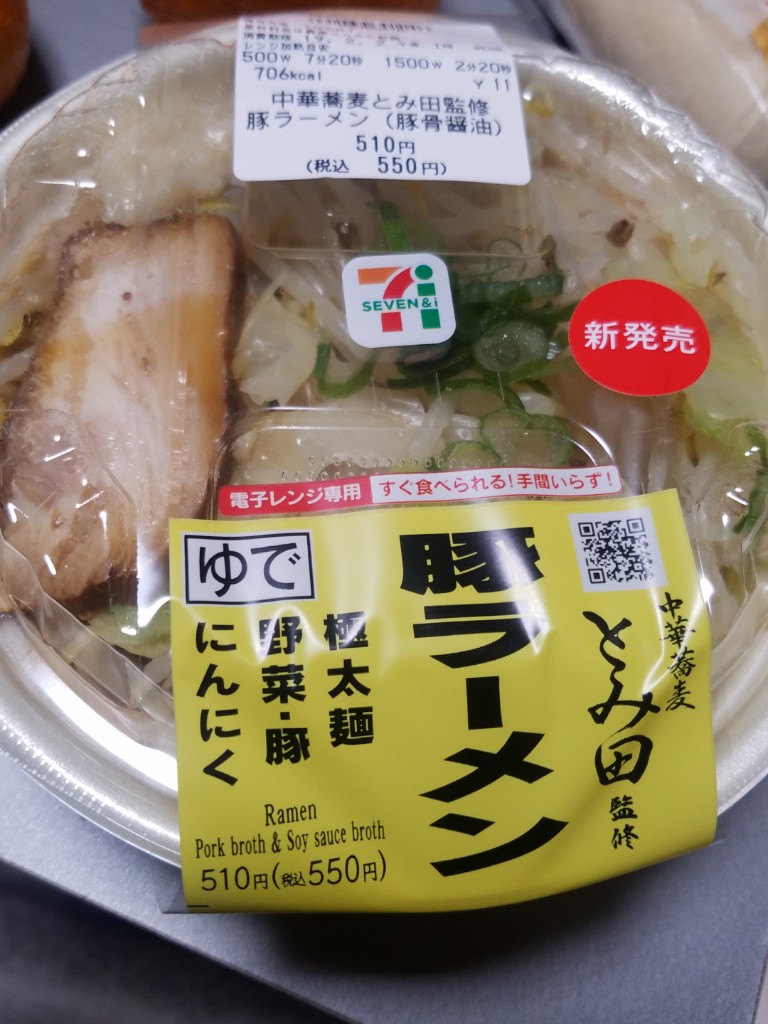 500W 7分20秒 1500W 2分20秒
706kcal
¥11
中華蕎麦とみ田監修
豚ラーメン(豚骨醤油)
510円
(税込 550円)
SEVEN&i
新発売
電子レンジ専用 すぐ食べられる!手間いらず!
中華蕎麦
とみ田監修
豚ラーメン
ゆで
極太麺
野菜・豚
にんにく
Ramen
Pork broth & Soy sauce broth
510円(税込550円)